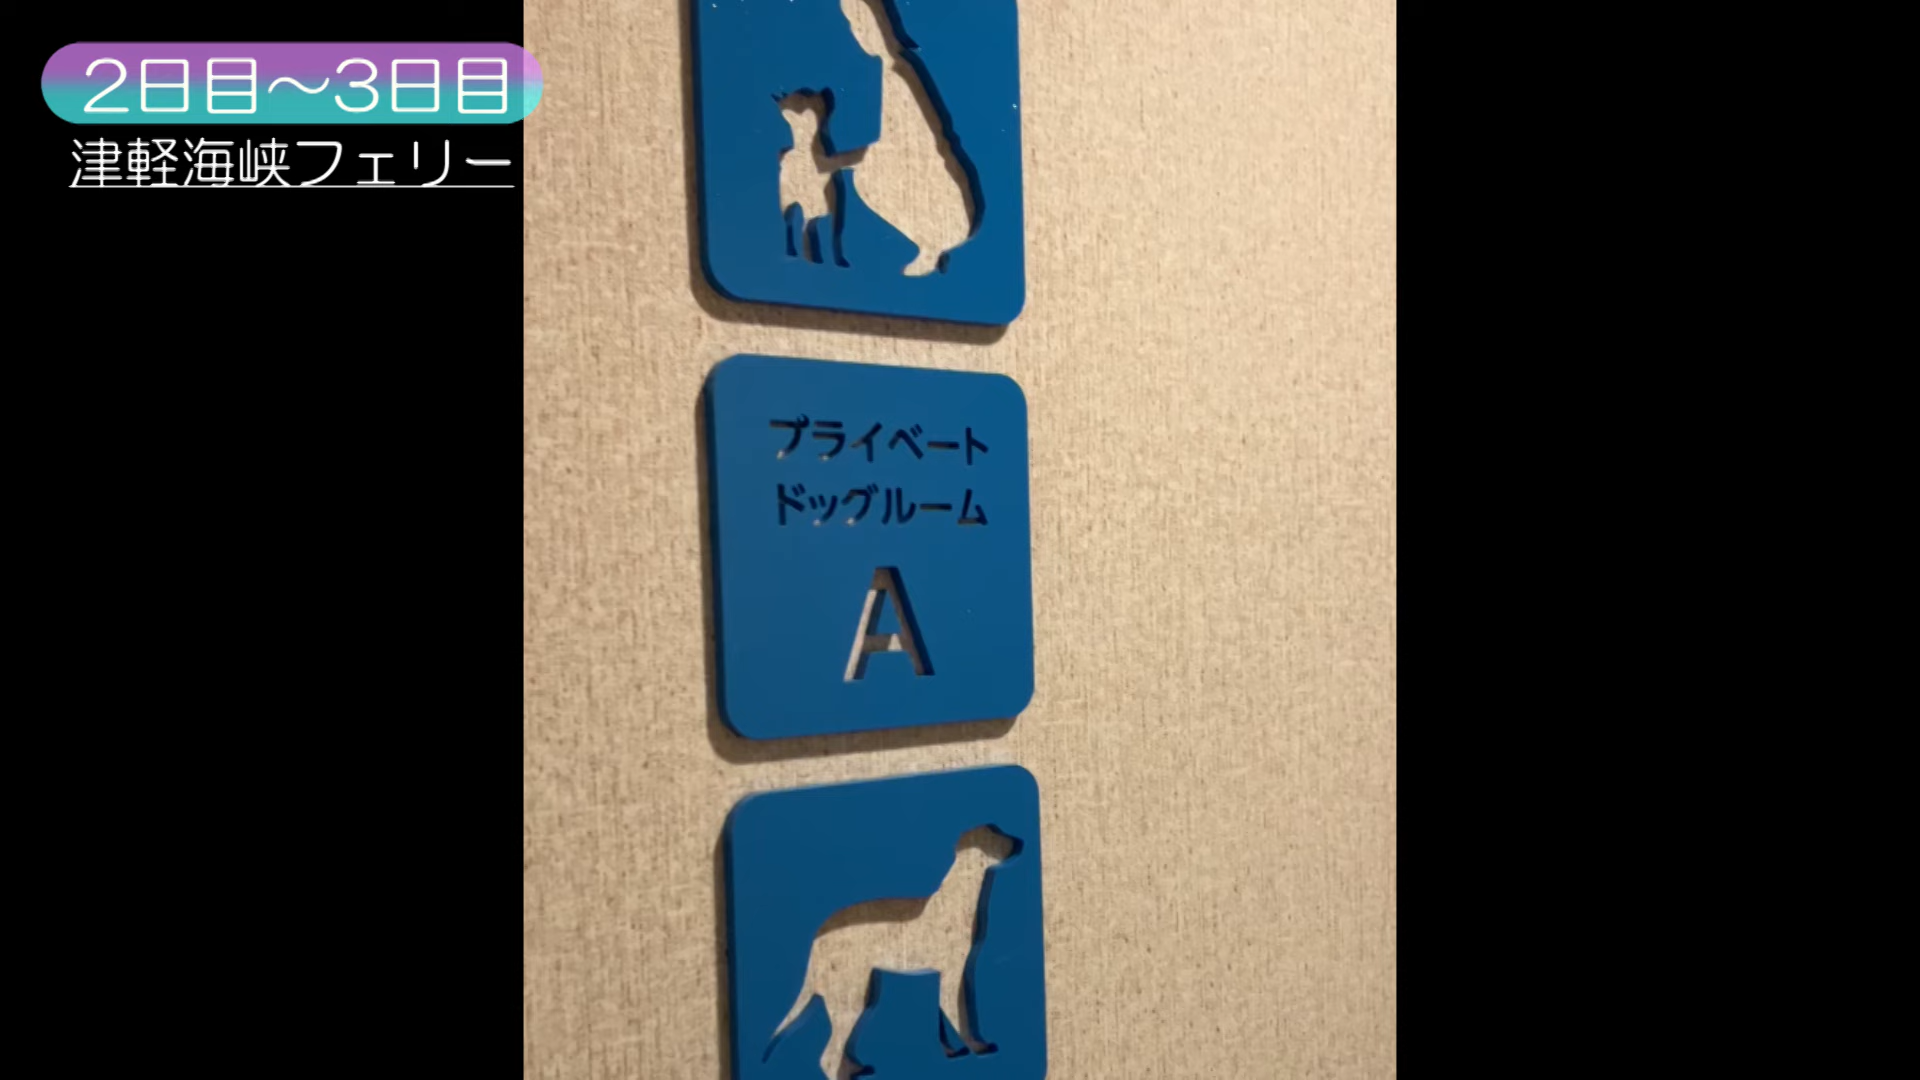 2日目〜3日目
津軽海峡フェリー
プライベート
ドッグルーム
A